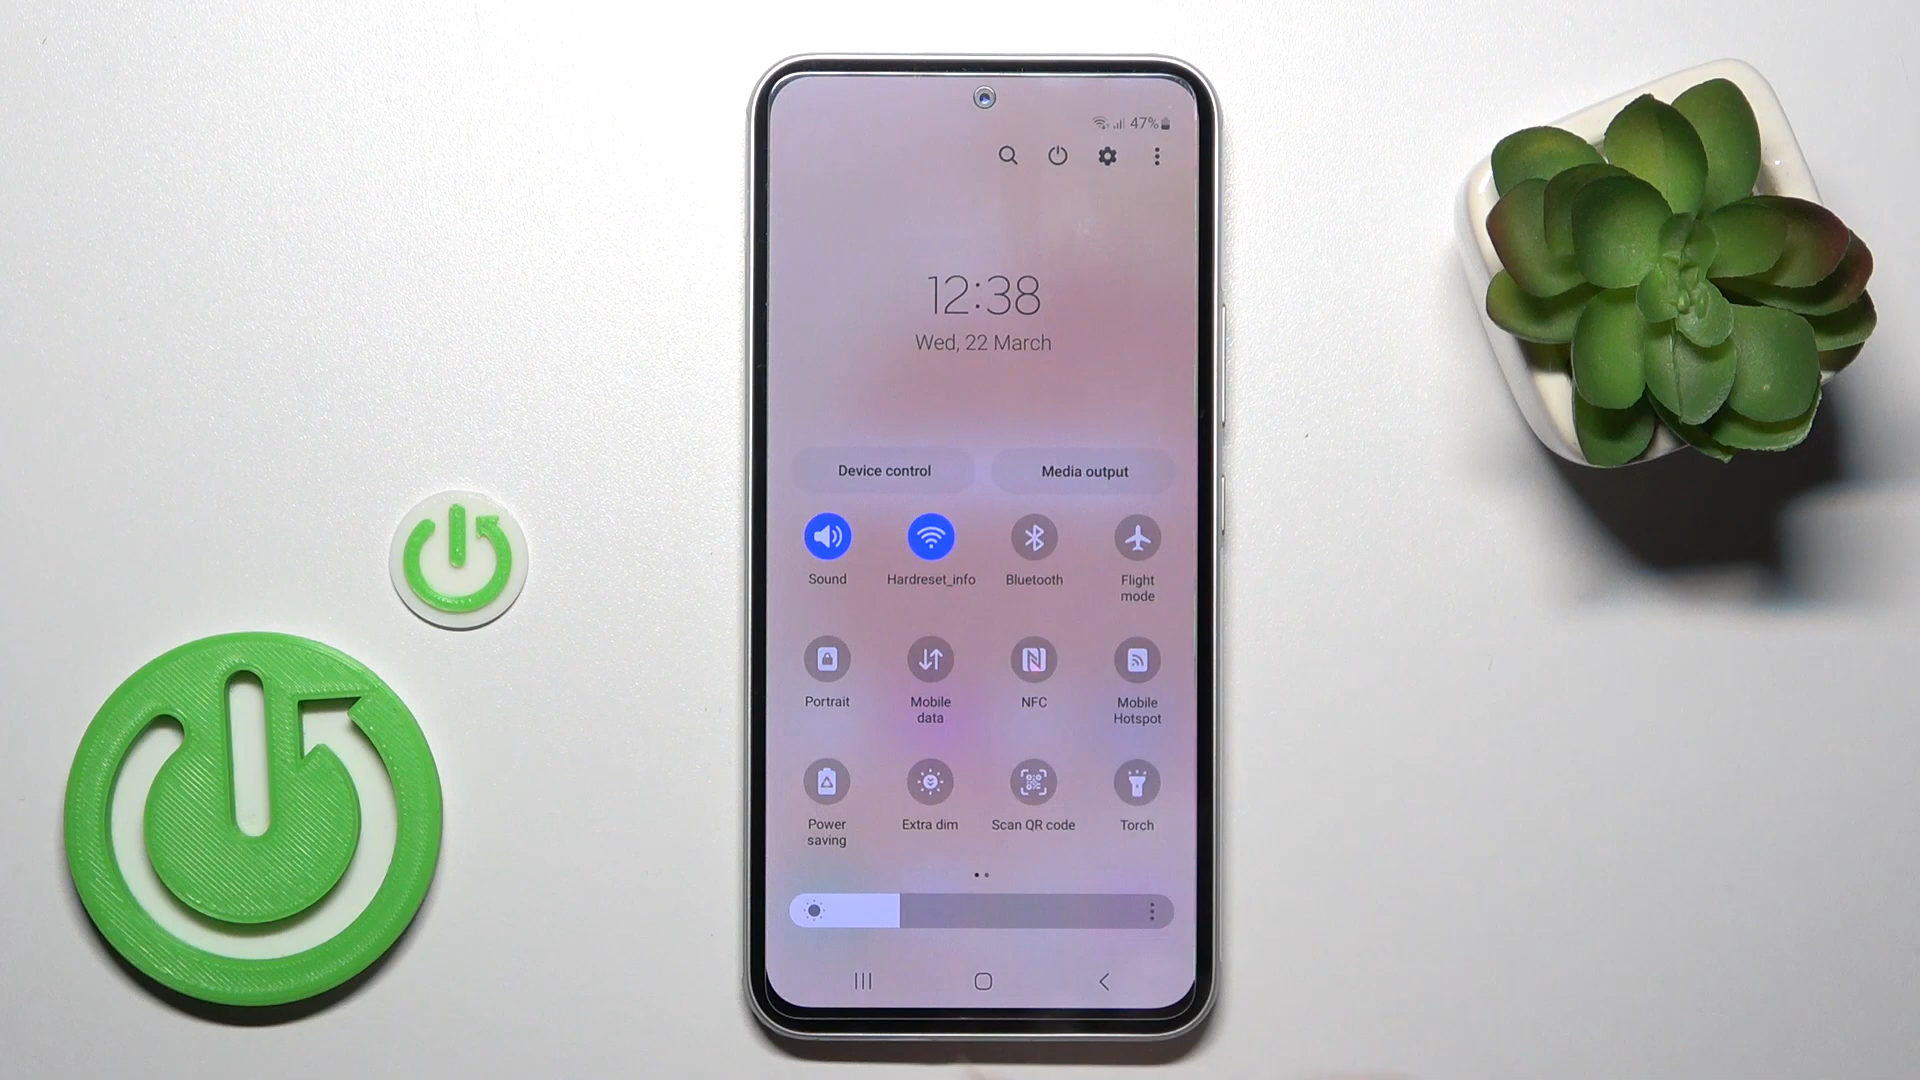 47%
12:38
Wed, 22 March
Device control
Media output
Sound
Hardreset_info
Bluetooth
Flight
mode
Portrait
Mobile
data
NFC
Mobile
Hotspot
Power
saving
Extra dim
Scan QR code
Torch